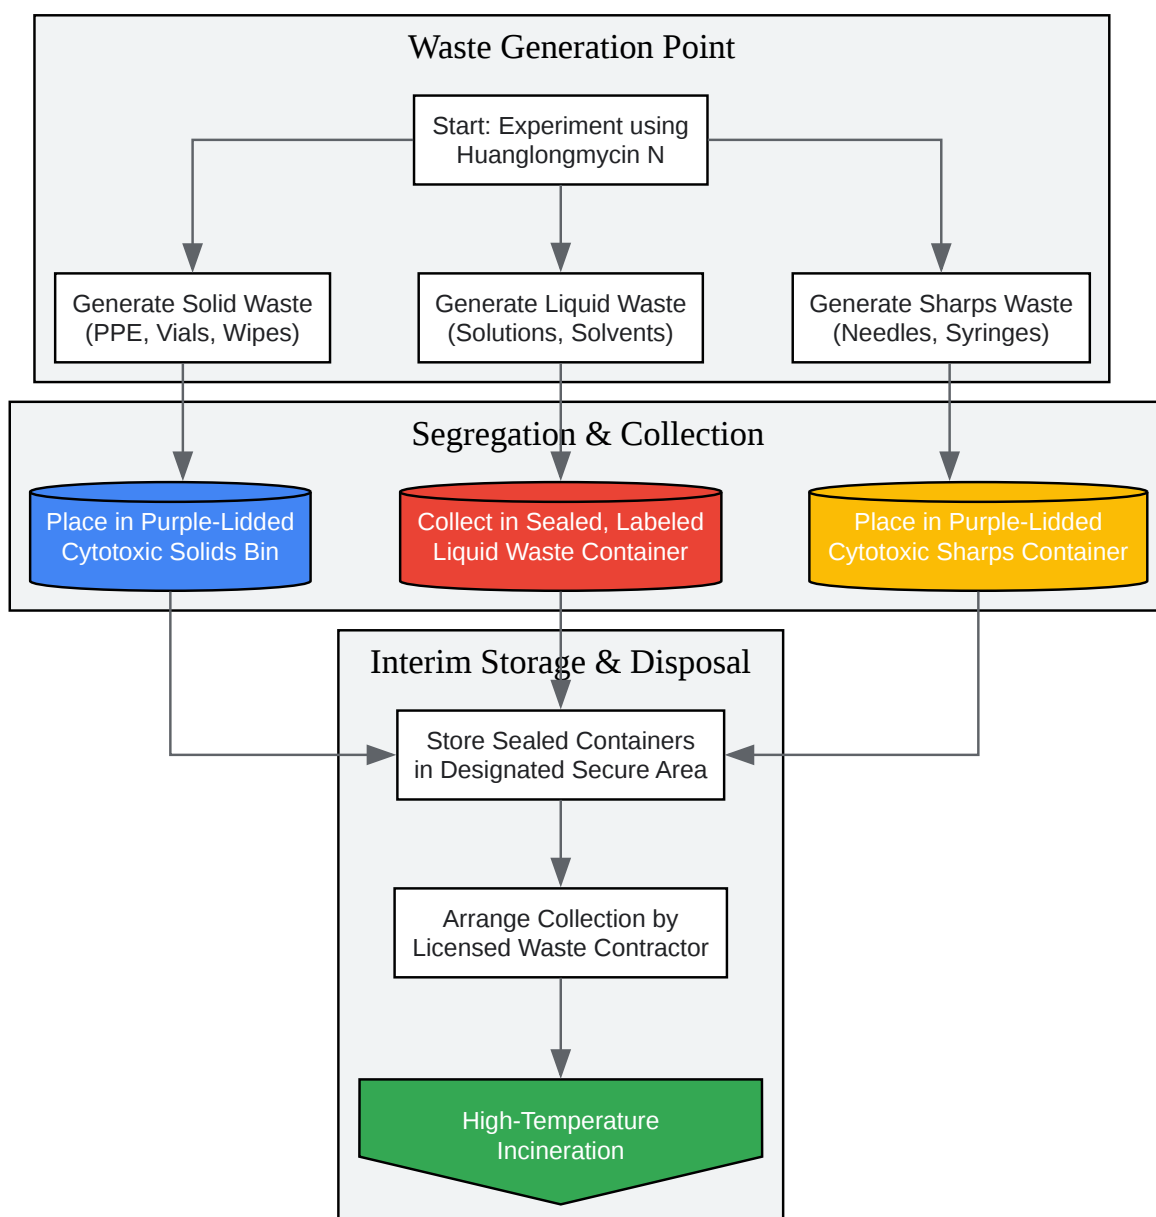 Waste Generation Point
Start: Experiment using
Huanglongmycin N
Generate Solid Waste
(PPE, Vials, Wipes)
Generate Liquid Waste
(Solutions, Solvents)
Generate Sharps Waste
(Needles, Syringes)
Segregation & Collection
Place in Purple-Lidded
Cytotoxic Solids Bin
Collect in Sealed, Labeled
Liquid Waste Container
Place in Purple-Lidded
Cytotoxic Sharps Container
Interim Storage & Disposal
Store Sealed Containers
in Designated Secure Area
Arrange Collection by
Licensed Waste Contractor
High-Temperature
Incineration